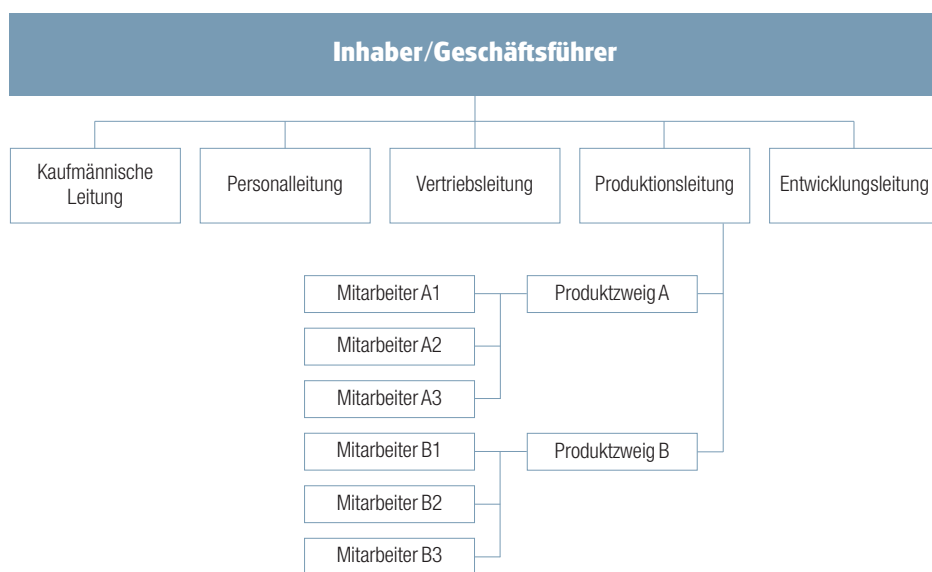 Inhaber/Geschäftsführer
Kaufmännische
Leitung
Personalleitung
Vertriebsleitung
Produktionsleitung
Entwicklungsleitung
Mitarbeiter A1
Produktzweig A
Mitarbeiter A2
Mitarbeiter A3
Mitarbeiter B1
Produktzweig B
Mitarbeiter B2
Mitarbeiter B3